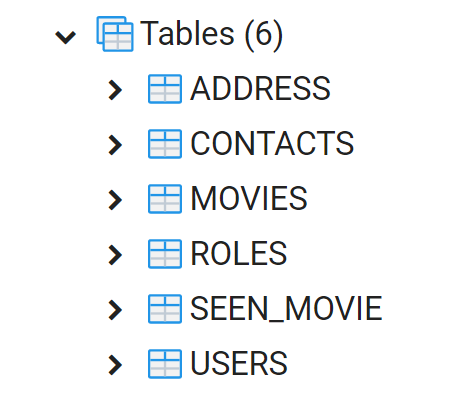 Tables (6)
ADDRESS
CONTACTS
MOVIES
ROLES
SEEN_MOVIE
USERS